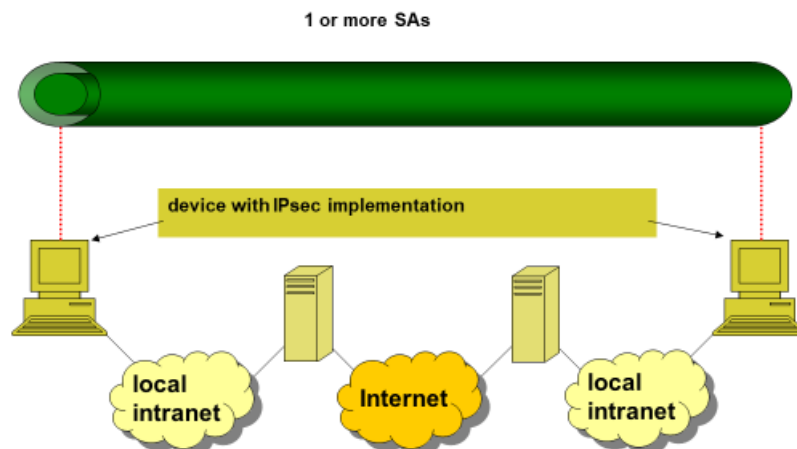 1 or more SAs
device with IPsec implementation
local
intranet
Internet
local
intranet